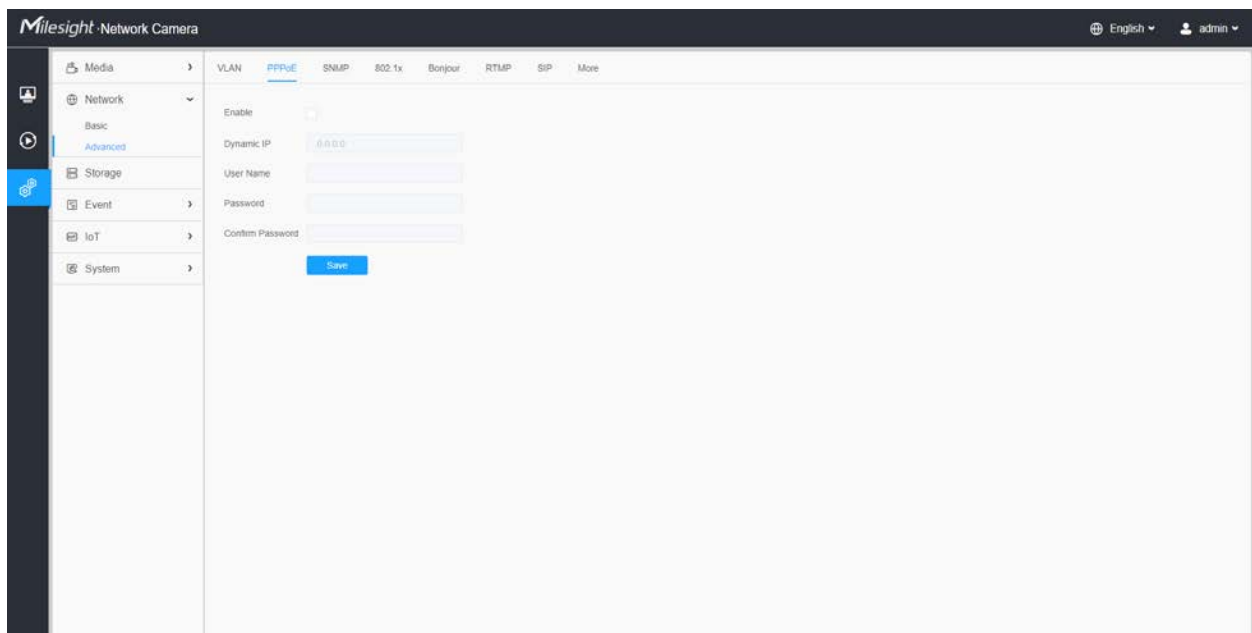 Milesight ·Network Camera
English
admin
Media
Network
Basic
Advanced
Storage
Event
IoT
System
VLAN PPPoE SNMP 802.1x Bonjour RTMP SIP More
Enable
Dynamic IP 0.0.0.0
User Name
Password
Confirm Password
Save